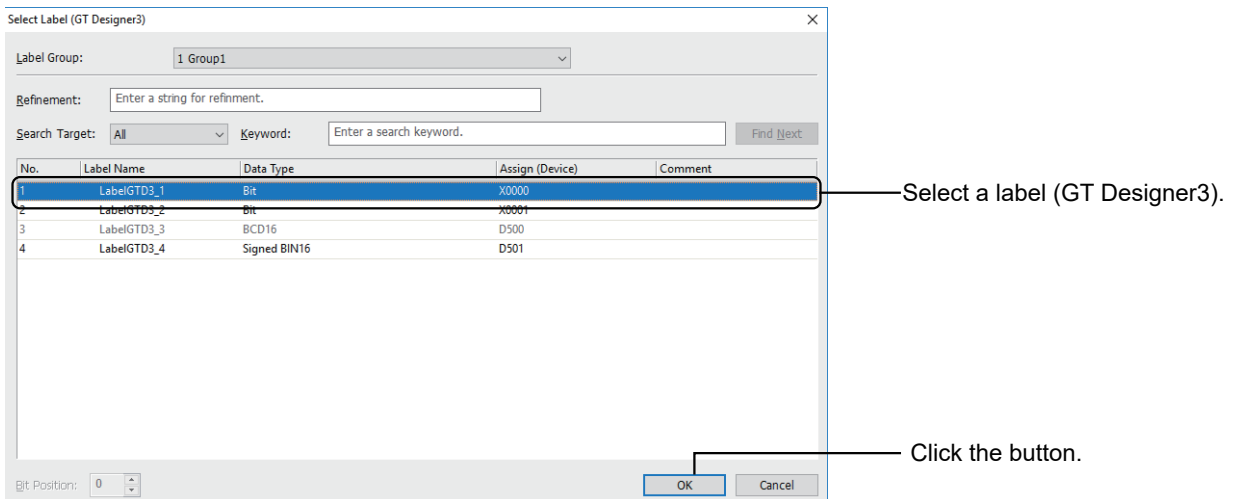 Select Label (GT Designer3)
Label Group: 1 Group1
Refinement: Enter a string for refinment.
Search Target: All Keyword: Enter a search keyword. Find Next
No. Label Name Data Type Assign (Device) Comment
1 LabelGTD3_1 Bit X0000
Select a label (GT Designer3).
2 LabelGTD3_2 Bit X0001
3 LabelGTD3_3 BCD16 D500
4 LabelGTD3_4 Signed BIN16 D501
Click the button.
Bit Position: 0 OK Cancel